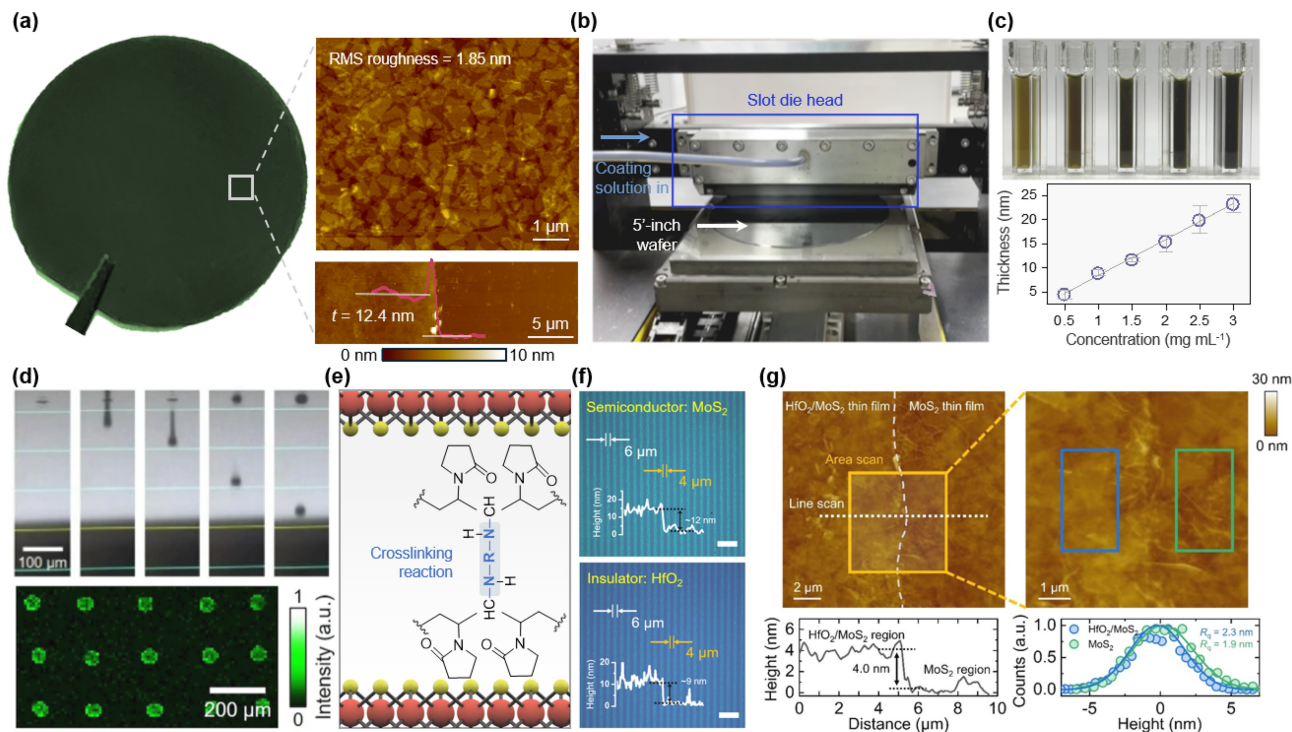 (a)
RMS roughness = 1.85 nm
1 µm
t = 12.4 nm
5 µm
0 nm
10 nm
(b)
Slot die head
Coating
solution in
5'-inch
wafer
(c)
25
20
15
10
5
Thickness (nm)
0.5 1 1.5 2 2.5 3
Concentration (mg mL-1)
(d)
100 µm
200 µm
1
0
Intensity (a.u.)
(e)
O
N
N
O
CH
H
N
R
N
H
HC
Crosslinking
reaction
O
N
N
O
(f)
Semiconductor: MoS2
6 µm
4 µm
Height (nm)
20
10
0
~12 nm
Insulator: HfO2
6 µm
4 µm
Height (nm)
20
10
0
~9 nm
(g)
30 nm
0 nm
HfO2/MoS2 thin film
MoS2 thin film
Area scan
Line scan
2 µm
1 µm
Height (nm)
6
4
2
0
HfO2/MoS2 region
4.0 nm
MoS2 region
0 2 4 6 8 10
Distance (µm)
Counts (a.u.)
1.0
0.5
0.0
HfO2/MoS2
MoS2
Rq = 2.3 nm
Rq = 1.9 nm
-5 0 5
Height (nm)